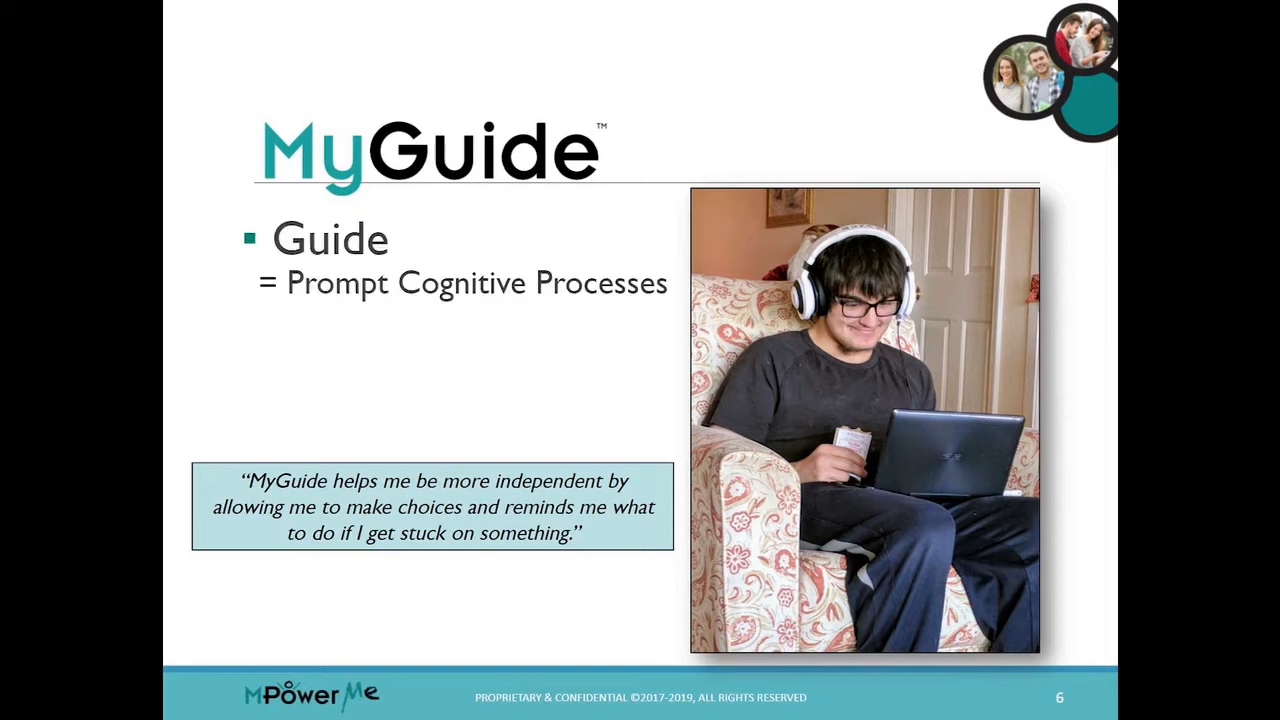 MyGuide™
▪ Guide
= Prompt Cognitive Processes
“MyGuide helps me be more independent by
allowing me to make choices and reminds me what
to do if I get stuck on something.”
MPower Me
PROPRIETARY & CONFIDENTIAL ©2017-2019, ALL RIGHTS RESERVED
6